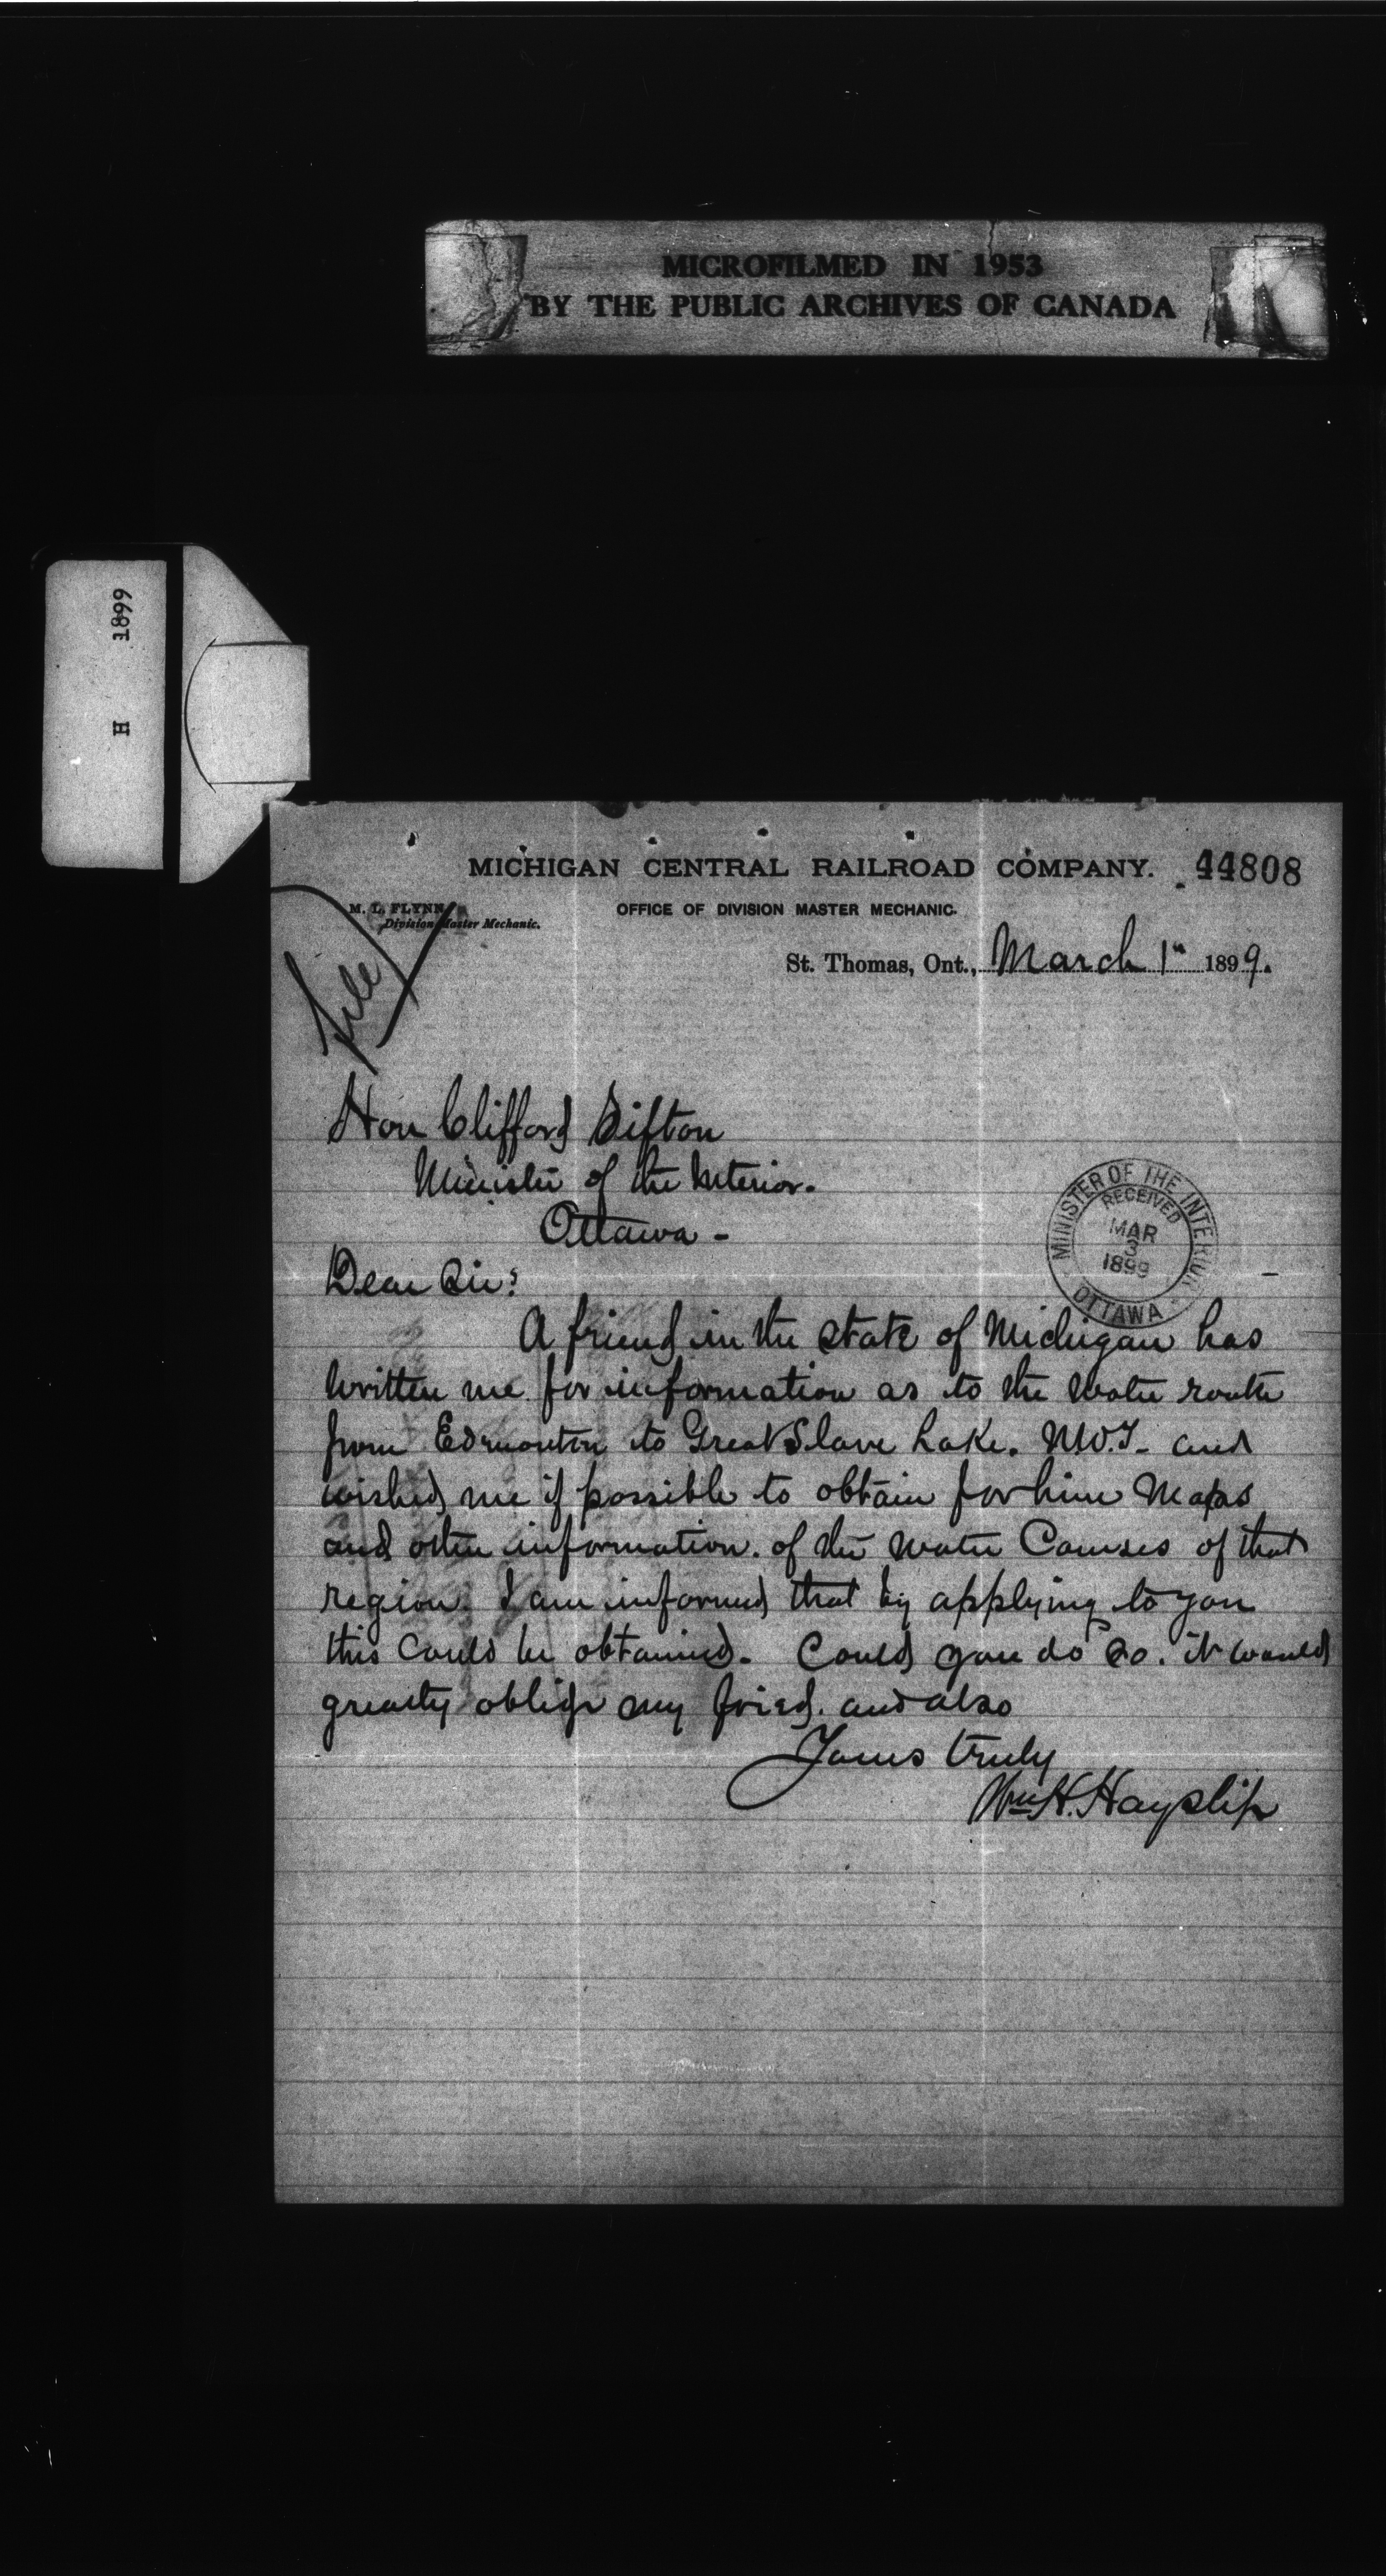 MICROFILMED IN 1953
BY THE PUBLIC ARCHIVES OF CANADA
H 1899
MICHIGAN CENTRAL RAILROAD COMPANY. 44808
M. L. FLYNN,
Division Master Mechanic.
OFFICE OF DIVISION MASTER MECHANIC.
St. Thomas, Ont., March 1st 1899.
File
Hon Clifford Sifton
Minister of the Interior.
Ottawa -
MINISTER OF THE INTERIOR
RECEIVED
MAR
3
1899
OTTAWA
Dear Sir:
A friend in the state of Michigan has
written me for information as to the Water route
from Edmonton to Great Slave Lake. N.W.T. and
wished me if possible to obtain for him Maps
and other information. of the Water Courses of that
region. I am informed that by applying to you
this could be obtained. Could you do so. it would
greatly oblige my fried. and also
Yours truly
Wm H. Hayslip